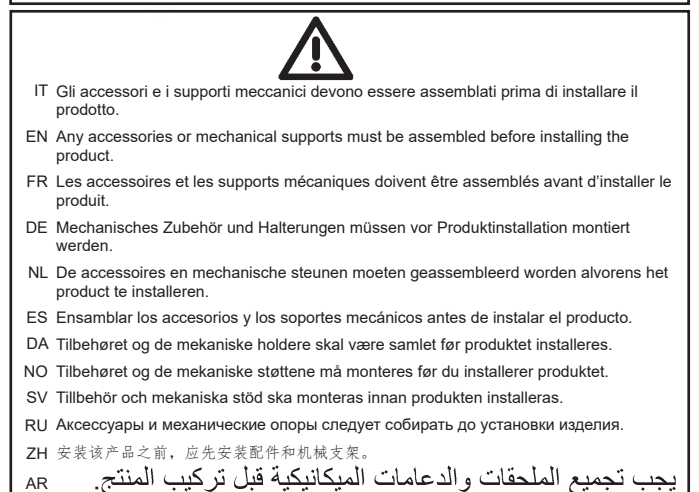 IT Gli accessori e i supporti meccanici devono essere assemblati prima di installare il
prodotto.
EN Any accessories or mechanical supports must be assembled before installing the
product.
FR Les accessoires et les supports mécaniques doivent être assemblés avant d’installer le
produit.
DE Mechanisches Zubehör und Halterungen müssen vor Produktinstallation montiert
werden.
NL De accessoires en mechanische steunen moeten geassembleerd worden alvorens het
product te installeren.
ES Ensamblar los accesorios y los soportes mecánicos antes de instalar el producto.
DA Tilbehøret og de mekaniske holdere skal være samlet før produktet installeres.
NO Tilbehøret og de mekaniske støttene må monteres før du installerer produktet.
SV Tillbehör och mekaniska stöd ska monteras innan produkten installeras.
RU Аксессуары и механические опоры следует собирать до установки изделия.
ZH 安装该产品之前，应先安装配件和机械支架。
AR يجب تجميع الملحقات والدعامات الميكانيكية قبل تركيب المنتج.